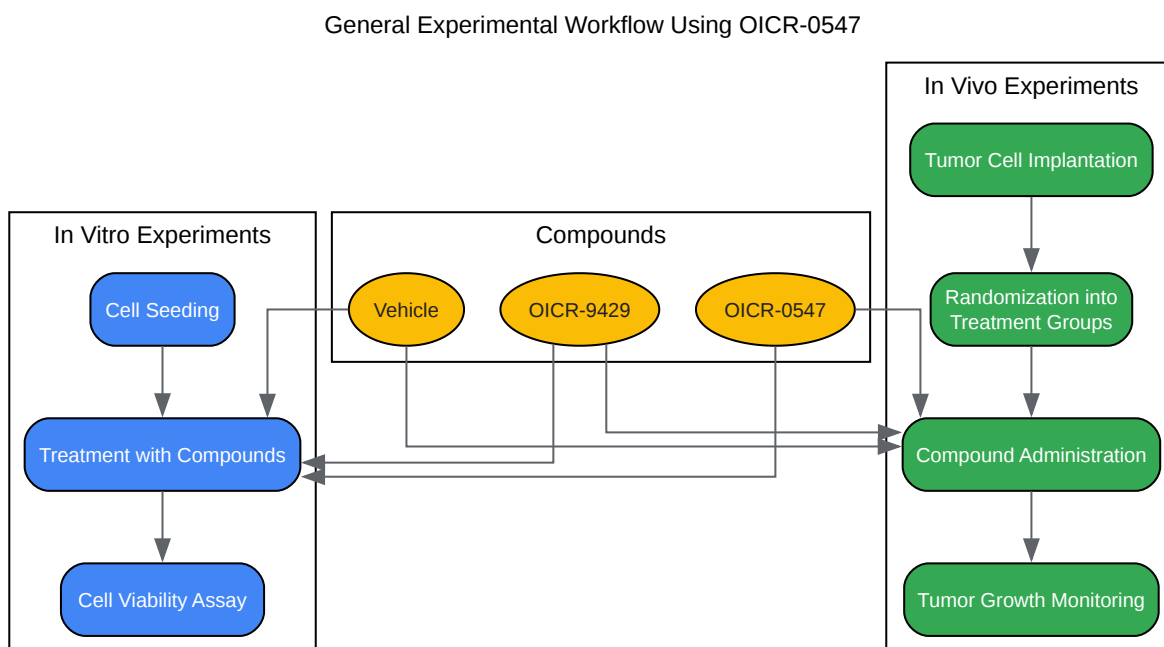 General Experimental Workflow Using OICR-0547
In Vitro Experiments
Cell Seeding
Treatment with Compounds
Cell Viability Assay
Compounds
Vehicle
OICR-9429
OICR-0547
In Vivo Experiments
Tumor Cell Implantation
Randomization into
Treatment Groups
Compound Administration
Tumor Growth Monitoring